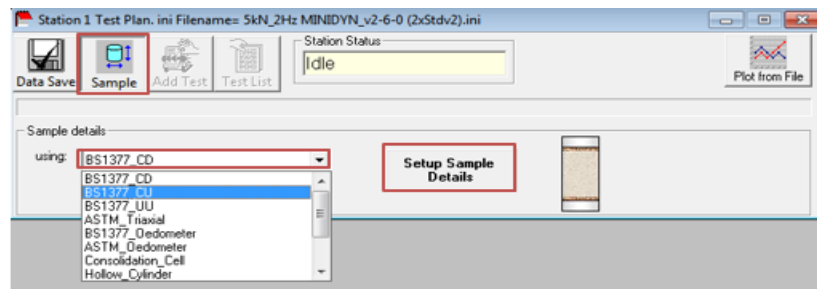 Station 1 Test Plan. ini Filename= 5kN_2Hz MINIDYN_v2-6-0 (2xStdv2).ini
Station Status
Idle
Data Save
Sample
Add Test
Test List
Plot from File
Sample details
using:
BS1377_CD
Setup Sample
Details
BS1377_CD
BS1377_CU
BS1377_UU
ASTM_Triaxial
BS1377_Oedometer
ASTM_Oedometer
Consolidation_Cell
Hollow_Cylinder